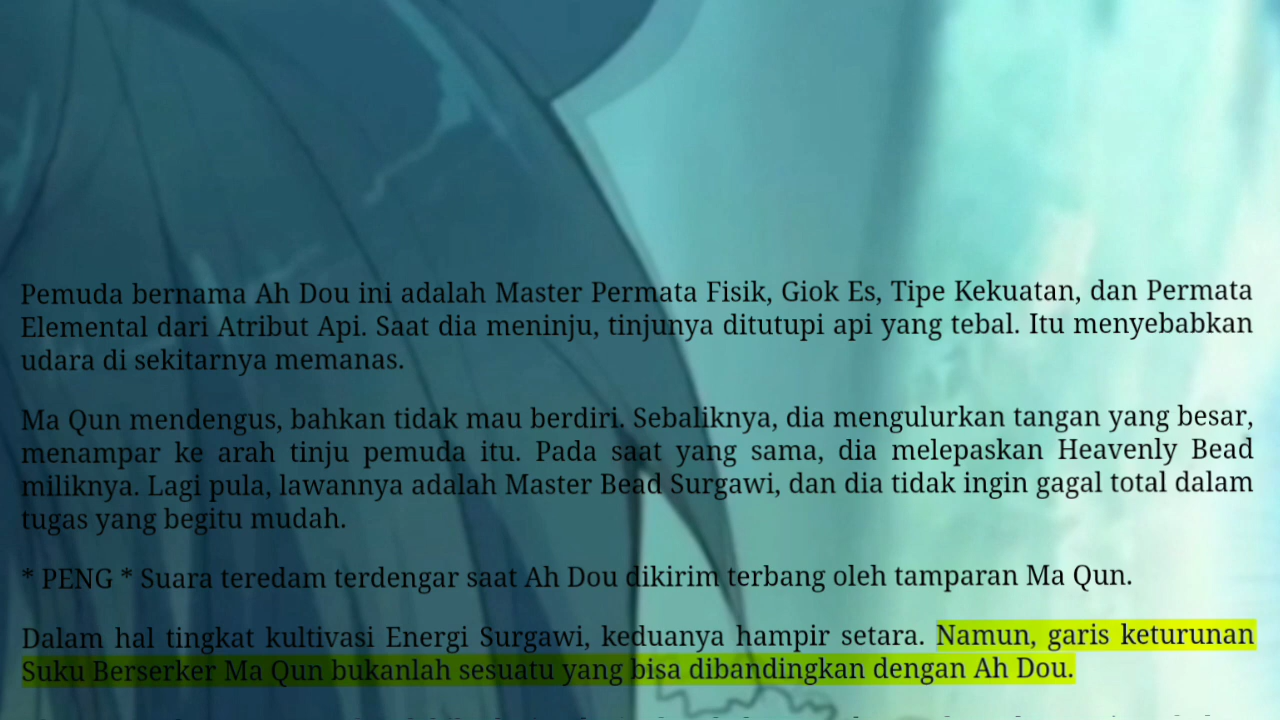 Pemuda bernama Ah Dou ini adalah Master Permata Fisik, Giok Es, Tipe Kekuatan, dan Permata
Elemental dari Atribut Api. Saat dia meninju, tinjunya ditutupi api yang tebal. Itu menyebabkan
udara di sekitarnya memanas.
Ma Qun mendengus, bahkan tidak mau berdiri. Sebaliknya, dia mengulurkan tangan yang besar,
menampar ke arah tinju pemuda itu. Pada saat yang sama, dia melepaskan Heavenly Bead
miliknya. Lagi pula, lawannya adalah Master Bead Surgawi, dan dia tidak ingin gagal total dalam
tugas yang begitu mudah.
* PENG * Suara teredam terdengar saat Ah Dou dikirim terbang oleh tamparan Ma Qun.
Dalam hal tingkat kultivasi Energi Surgawi, keduanya hampir setara. Namun, garis keturunan
Suku Berserker Ma Qun bukanlah sesuatu yang bisa dibandingkan dengan Ah Dou.